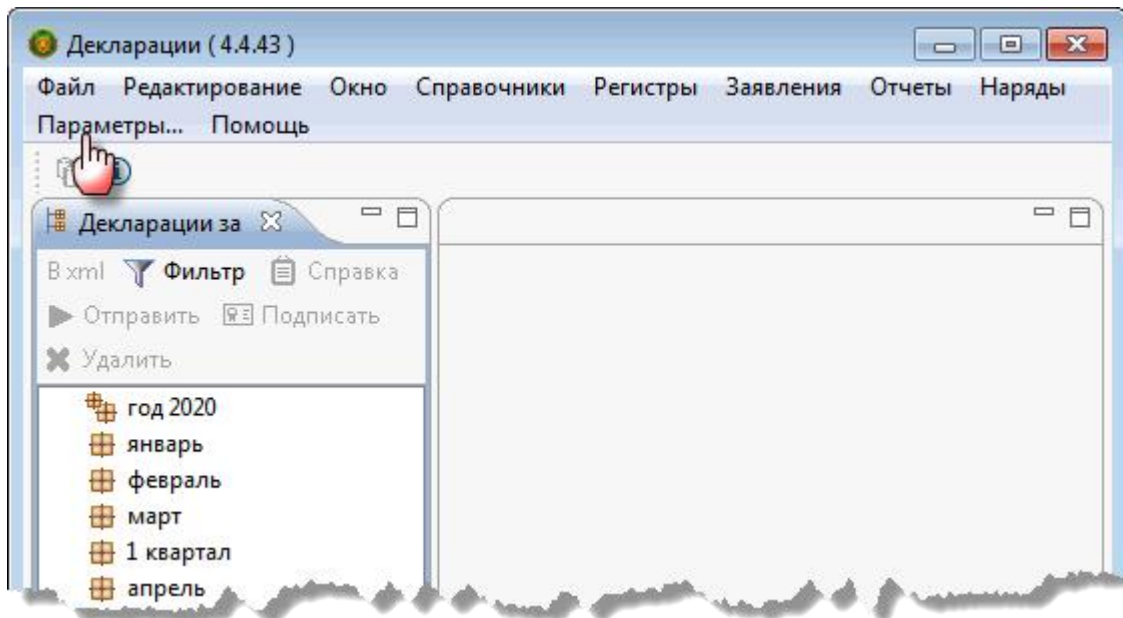 Декларации ( 4.4.43 )
Файл Редактирование Окно Справочники Регистры Заявления Отчеты Наряды
Параметры... Помощь
Декларации за
В xml Фильтр Справка
Отправить Подписать
Удалить
год 2020
январь
февраль
март
1 квартал
апрель